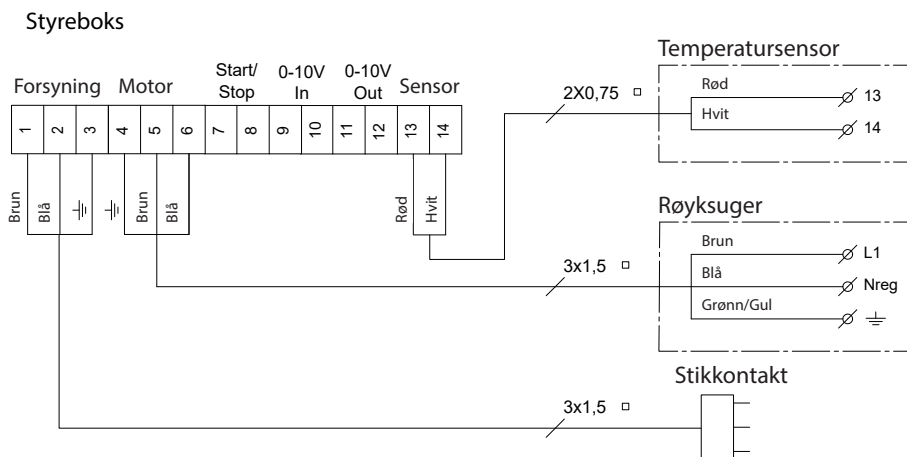 Styreboks
Forsyning Motor Start/ Stop 0-10V In 0-10V Out Sensor
1 2 3 4 5 6 7 8 9 10 11 12 13 14
Brun Blå Brun Blå Rød Hvit
Temperatursensor
2X0,75
Rød 13
Hvit 14
Røyksuger
3x1,5
Brun L1
Blå Nreg
Grønn/Gul
Stikkontakt
3x1,5